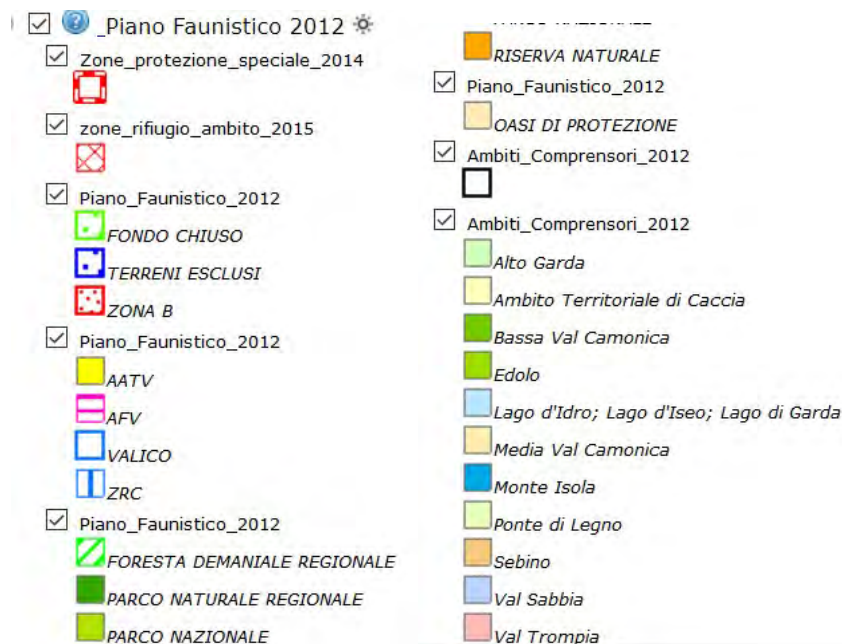 _Piano Faunistico 2012
Zone_protezione_speciale_2014
zone_rifiugio_ambito_2015
Piano_Faunistico_2012
FONDO CHIUSO
TERRENI ESCLUSI
ZONA B
Piano_Faunistico_2012
AATV
AFV
VALICO
ZRC
Piano_Faunistico_2012
FORESTA DEMANIALE REGIONALE
PARCO NATURALE REGIONALE
PARCO NAZIONALE
RISERVA NATURALE
Piano_Faunistico_2012
OASI DI PROTEZIONE
Ambiti_Comprensori_2012
Ambiti_Comprensori_2012
Alto Garda
Ambito Territoriale di Caccia
Bassa Val Camonica
Edolo
Lago d'Idro; Lago d'Iseo; Lago di Garda
Media Val Camonica
Monte Isola
Ponte di Legno
Sebino
Val Sabbia
Val Trompia